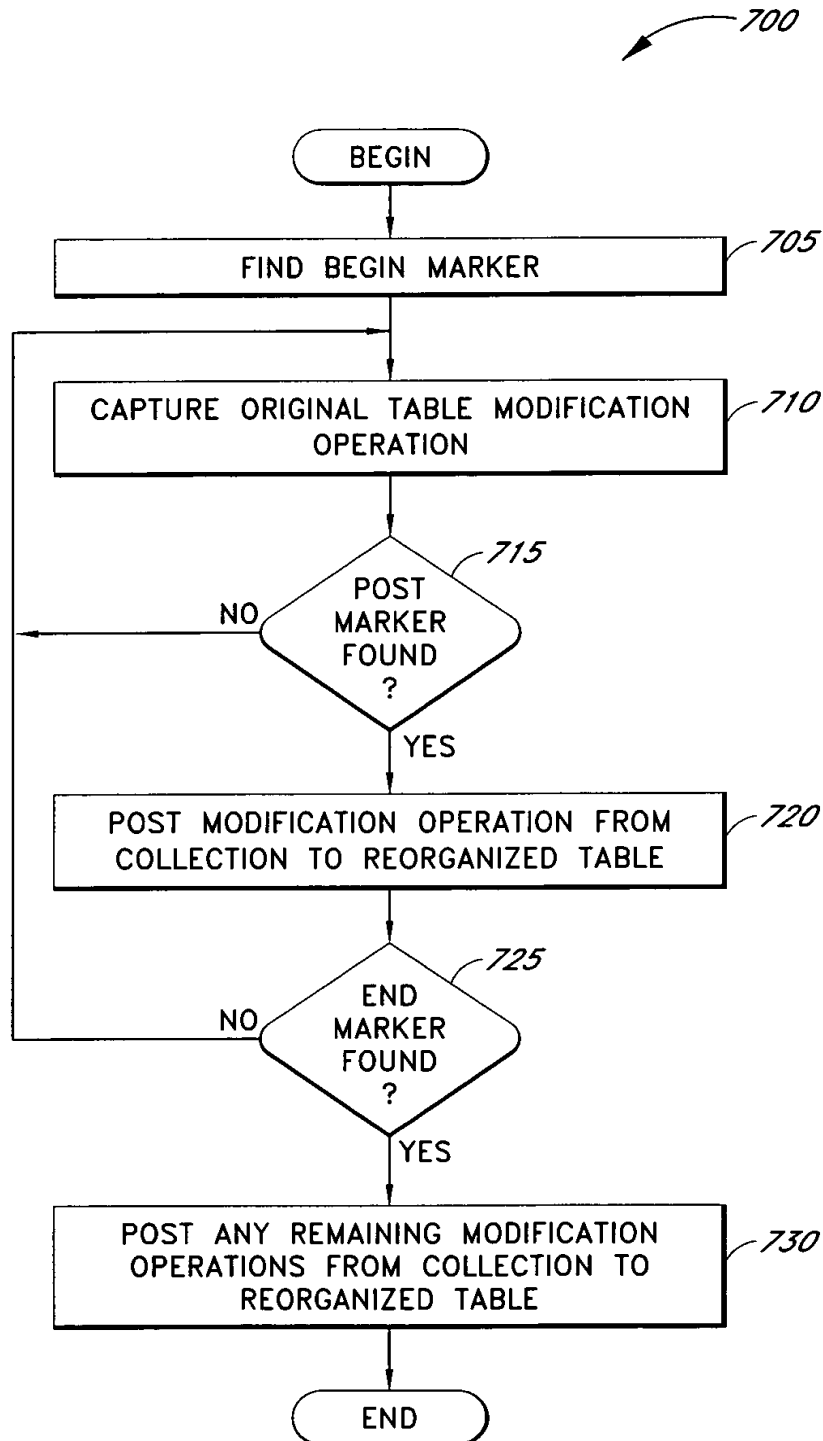 700
BEGIN
FIND BEGIN MARKER
705
CAPTURE ORIGINAL TABLE MODIFICATION
OPERATION
710
POST
MARKER
FOUND
?
715
NO
YES
POST MODIFICATION OPERATION FROM
COLLECTION TO REORGANIZED TABLE
720
END
MARKER
FOUND
?
725
NO
YES
POST ANY REMAINING MODIFICATION
OPERATIONS FROM COLLECTION TO
REORGANIZED TABLE
730
END